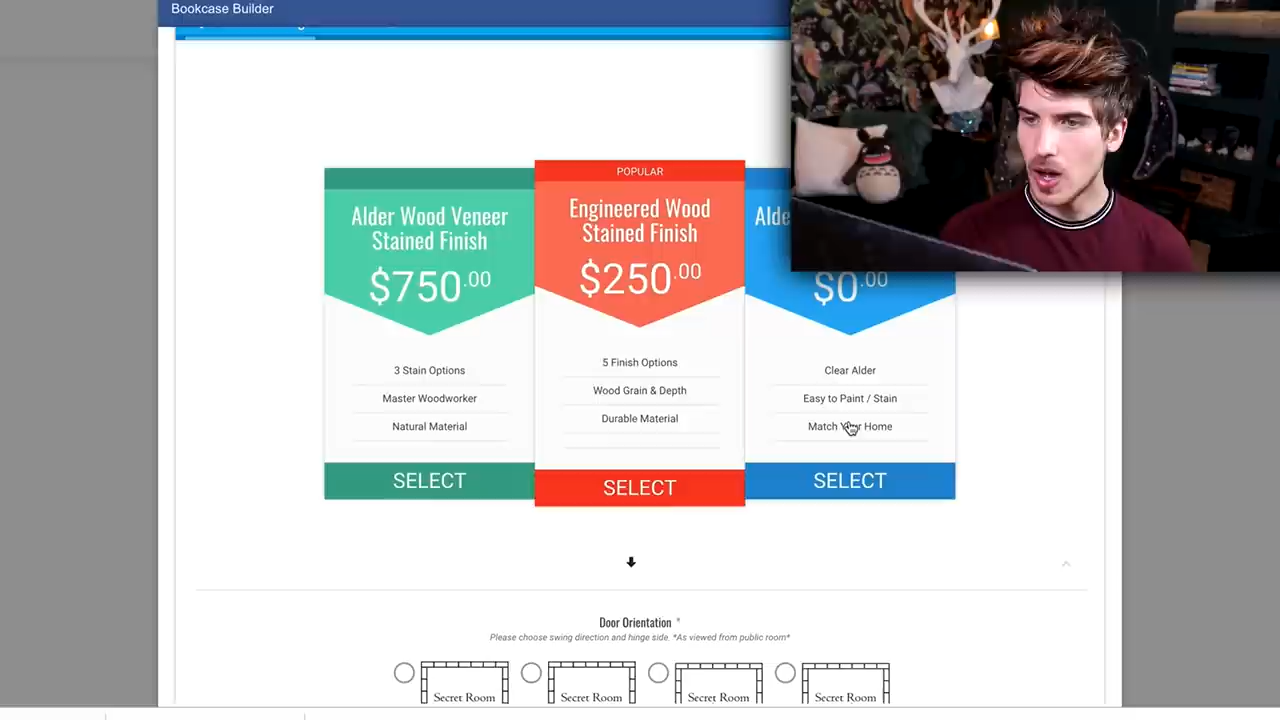 Bookcase Builder
Alder Wood Veneer
Stained Finish
$750.00
3 Stain Options
Master Woodworker
Natural Material
SELECT
POPULAR
Engineered Wood
Stained Finish
$250.00
5 Finish Options
Wood Grain & Depth
Durable Material
SELECT
Alde
$0.00
Clear Alder
Easy to Paint / Stain
Match Your Home
SELECT
Door Orientation *
Please choose swing direction and hinge side. *As viewed from public room*
Secret Room
Secret Room
Secret Room
Secret Room